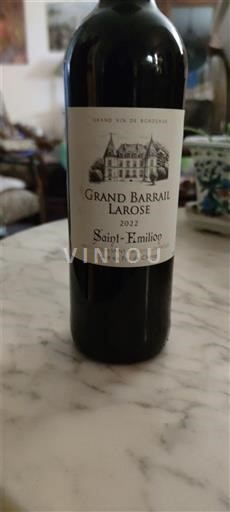 GRAND VIN DE BORDEAUX
GRAND BARRAIL
LAROSE
2022
Saint-Emilion
VINIOU